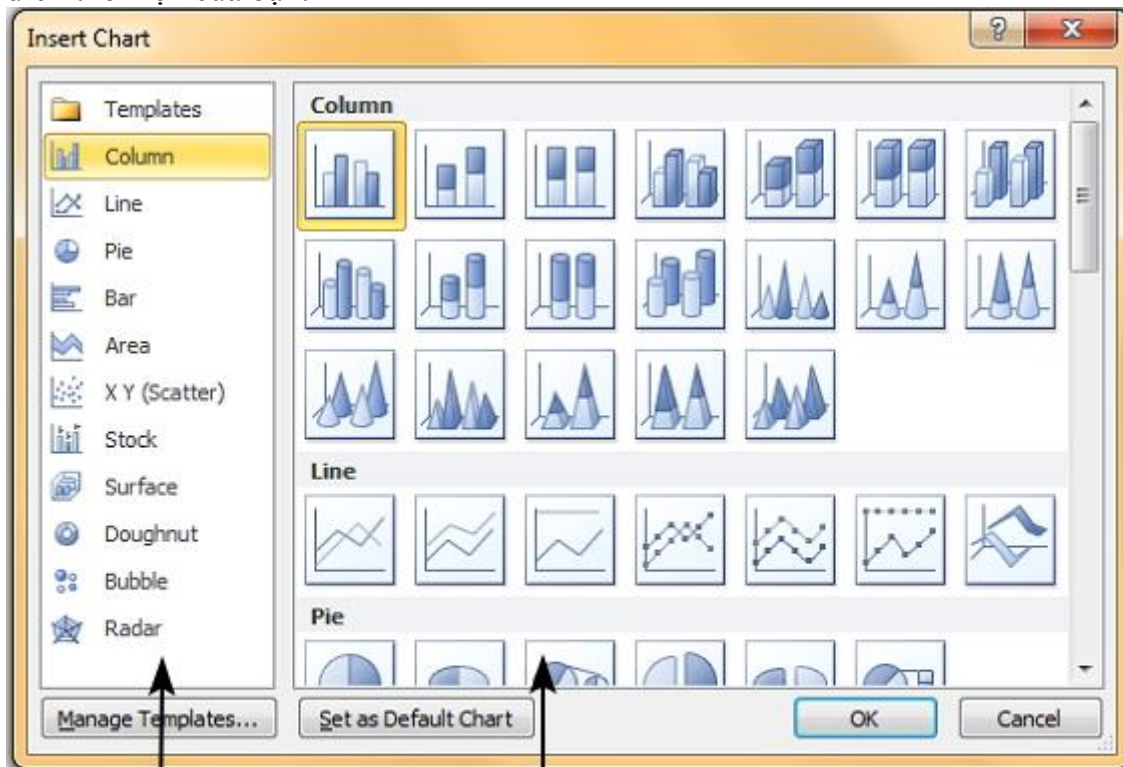 Insert Chart
Templates
Column
Line
Pie
Bar
Area
X Y (Scatter)
Stock
Surface
Doughnut
Bubble
Radar
Column
Line
Pie
Manage Templates...
Set as Default Chart
OK
Cancel